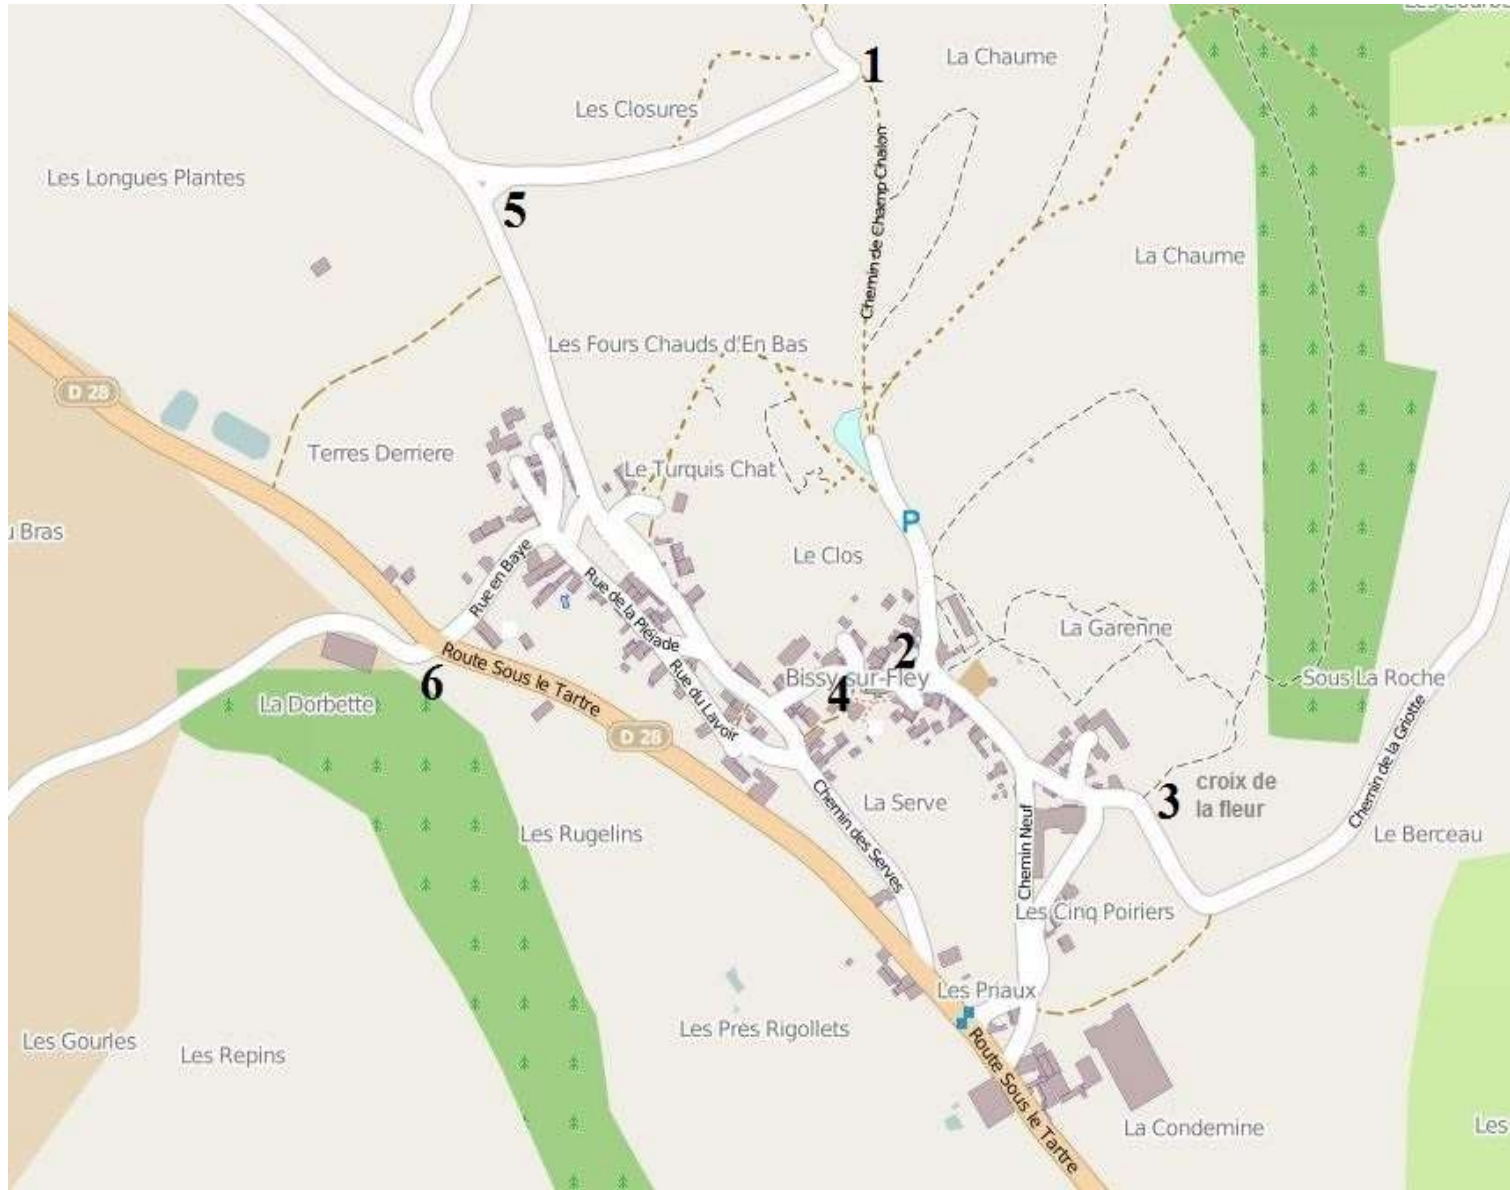 La Chaume
1
Les Closures
Les Longues Plantes
5
Chemin de Champ Chalon
La Chaume
Les Fours Chauds d'En Bas
D 28
Terres Derriere
Le Turquis Chat
P
Bras
Le Clos
Rue en Baye
Rue de la Pléiade
La Garenne
2
Route Sous le Tartre
6
Bissy-sur-Fley
4
Rue du Lavoir
Sous La Roche
La Dorbette
D 28
Chemin de la Griotte
3
croix de
la fleur
La Serve
Chemin des Serves
Chemin Neuf
Les Rugelins
Le Berceau
Les Cinq Poiriers
Les Priaux
Les Prés Rigollets
Les Gourles
Les Repins
Route Sous le Tartre
La Condemine
Les